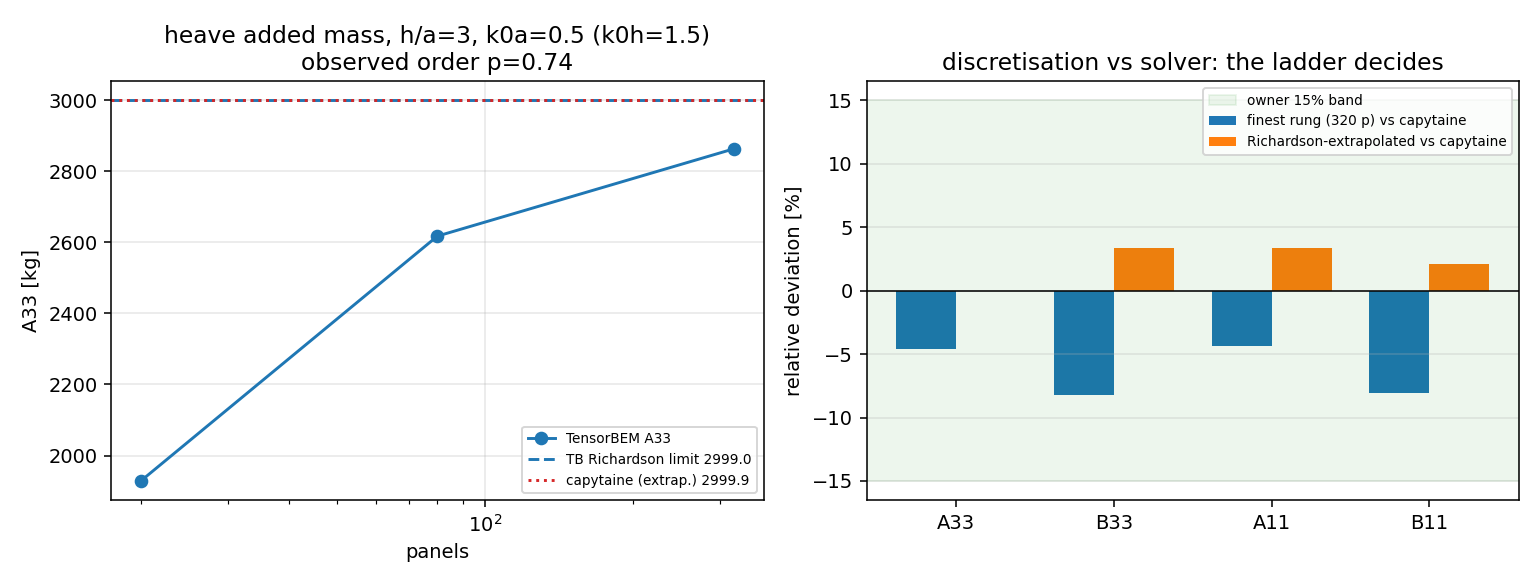 heave added mass, h/a=3, k0a=0.5 (k0h=1.5)
observed order p=0.74
3000
2800
2600
2400
2200
2000
A33 [kg]
10²
panels
TensorBEM A33
TB Richardson limit 2999.0
capytaine (extrap.) 2999.9
discretisation vs solver: the ladder decides
15
10
5
0
−5
−10
−15
relative deviation [%]
owner 15% band
finest rung (320 p) vs capytaine
Richardson-extrapolated vs capytaine
A33
B33
A11
B11